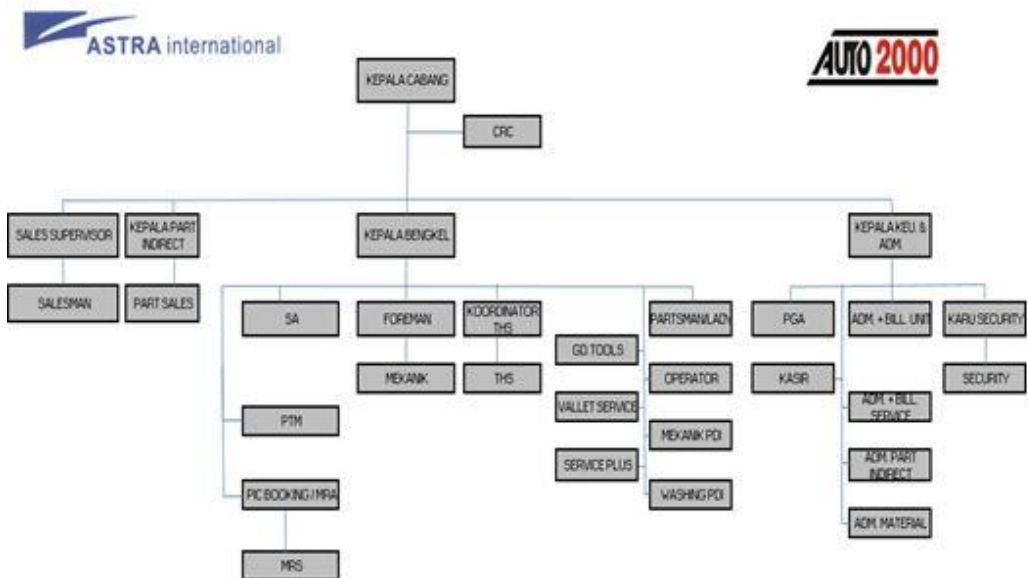 ASTRA international
AUTO 2000
KEPALA CABANG
CRC
SALES SUPERVISOR
KEPALA PART
INDIRECT
KEPALA BENGKEL
KEPALA KEU. &
ADM.
SALESMAN
PART SALES
SA
FOREMAN
KOORDINATOR
THS
PARTSMAN/LADY
PGA
ADM. + BILL. UNIT
KARU SECURITY
GD. TOOLS
MEKANIK
THS
OPERATOR
KASIR
SECURITY
VALLET SERVICE
ADM. + BILL.
SERVICE
PTM
MEKANIK PDI
SERVICE PLUS
ADM. PART
INDIRECT
PIC BOOKING / MRA
WASHING PDI
ADM. MATERIAL
MRS